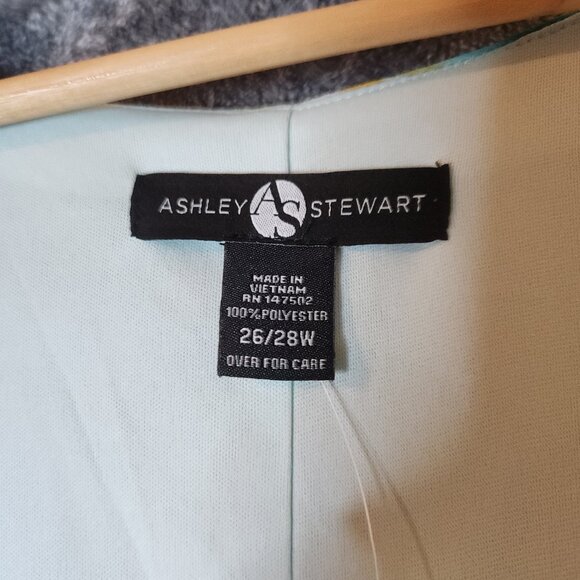 ASHLEY AS STEWART
MADE IN
VIETNAM
RN 147502
100%POLYESTER
26/28W
OVER FOR CARE